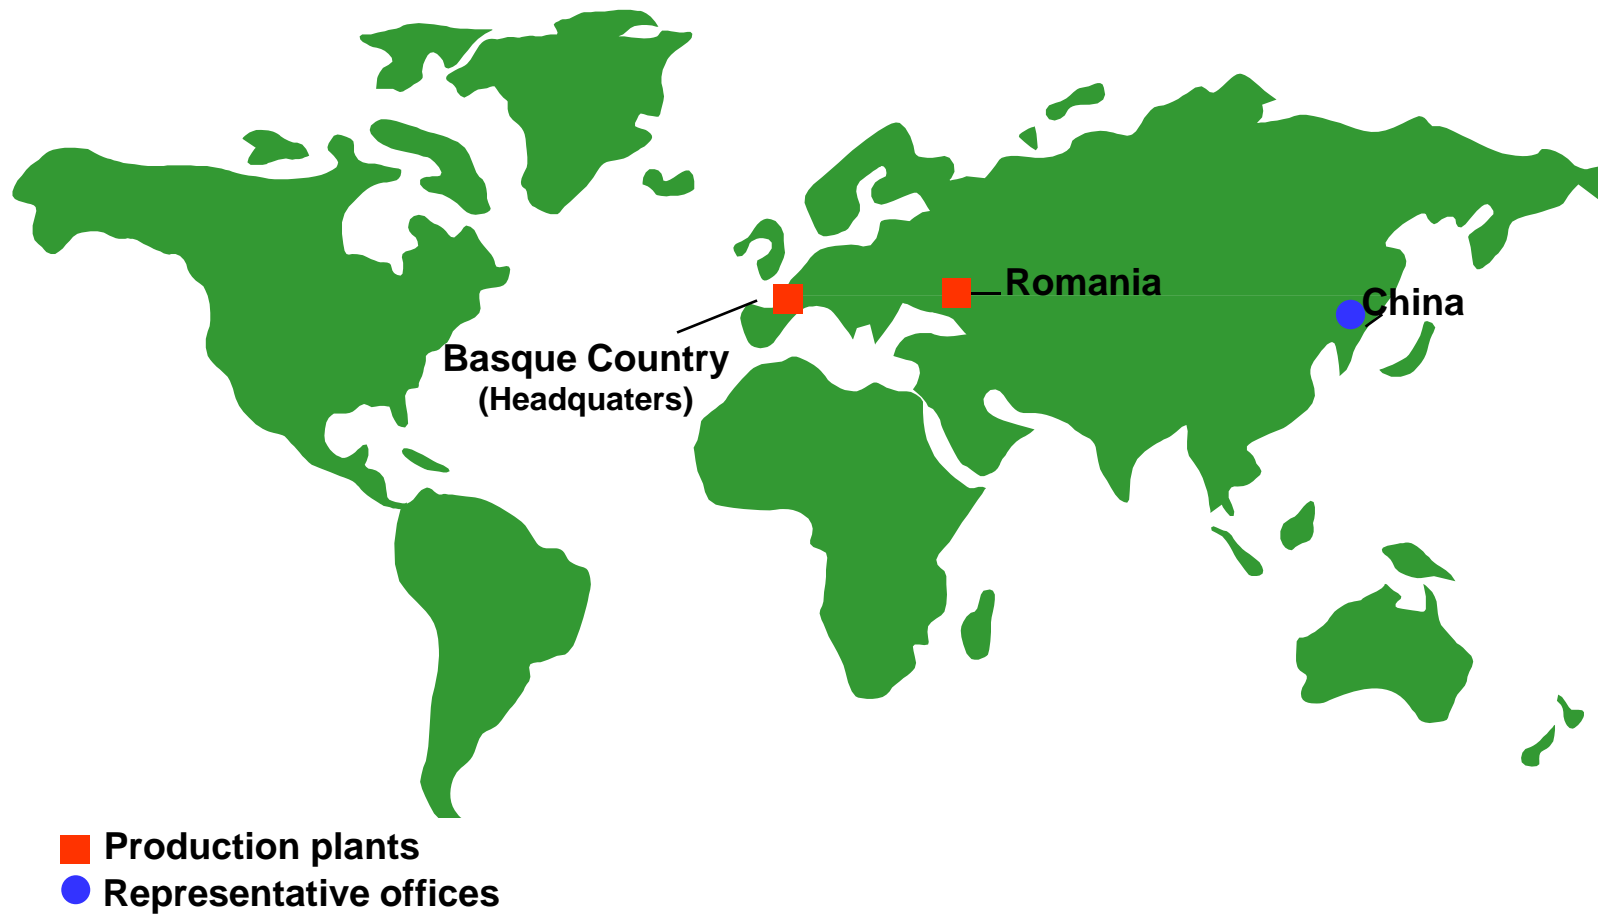 Romania
China
Basque Country
(Headquaters)
Production plants
Representative offices